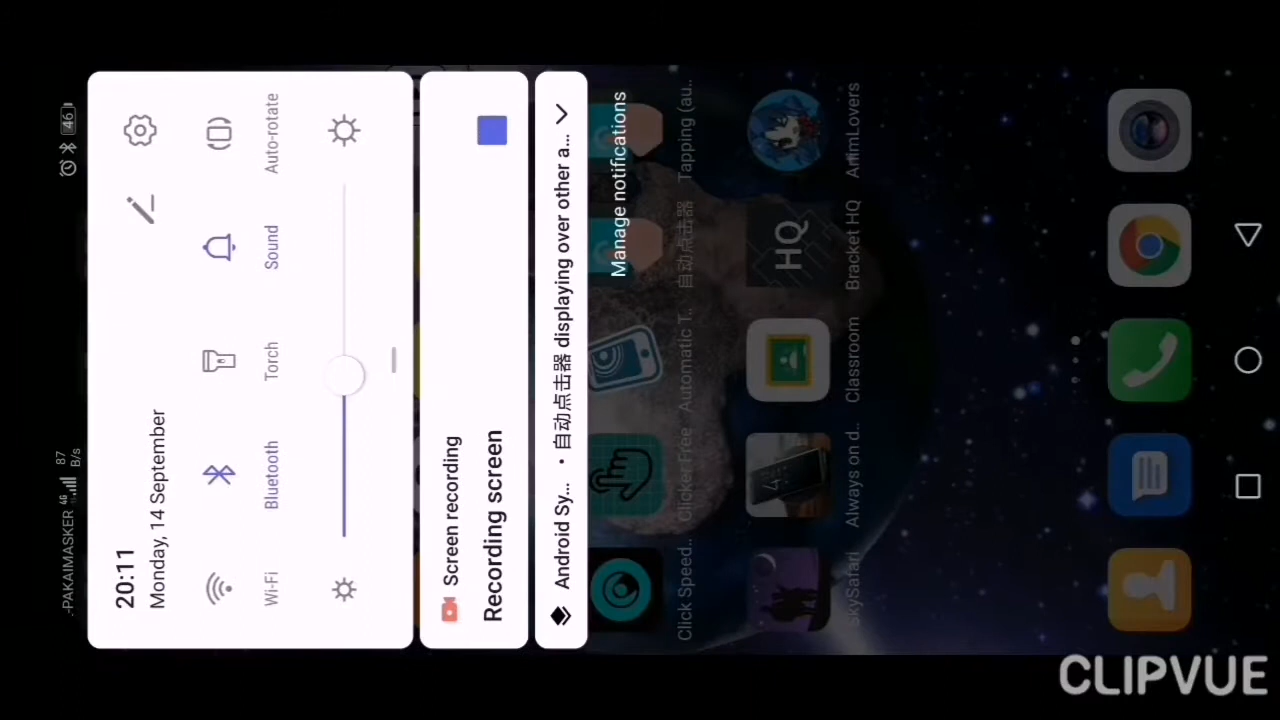 .-PAKAIMASKER 4G 87 B/s
46
20:11
Monday, 14 September
Wi-Fi
Bluetooth
Torch
Sound
Auto-rotate
Screen recording
Recording screen
Android Sy... • 自动点击器 displaying over other a...
Manage notifications
Click Speed..
Clicker Free
Automatic T..
自动点击器
Tapping (au..
skySafari
Always on d..
Classroom
HQ
Bracket HQ
AnimLovers
CLIPVUE